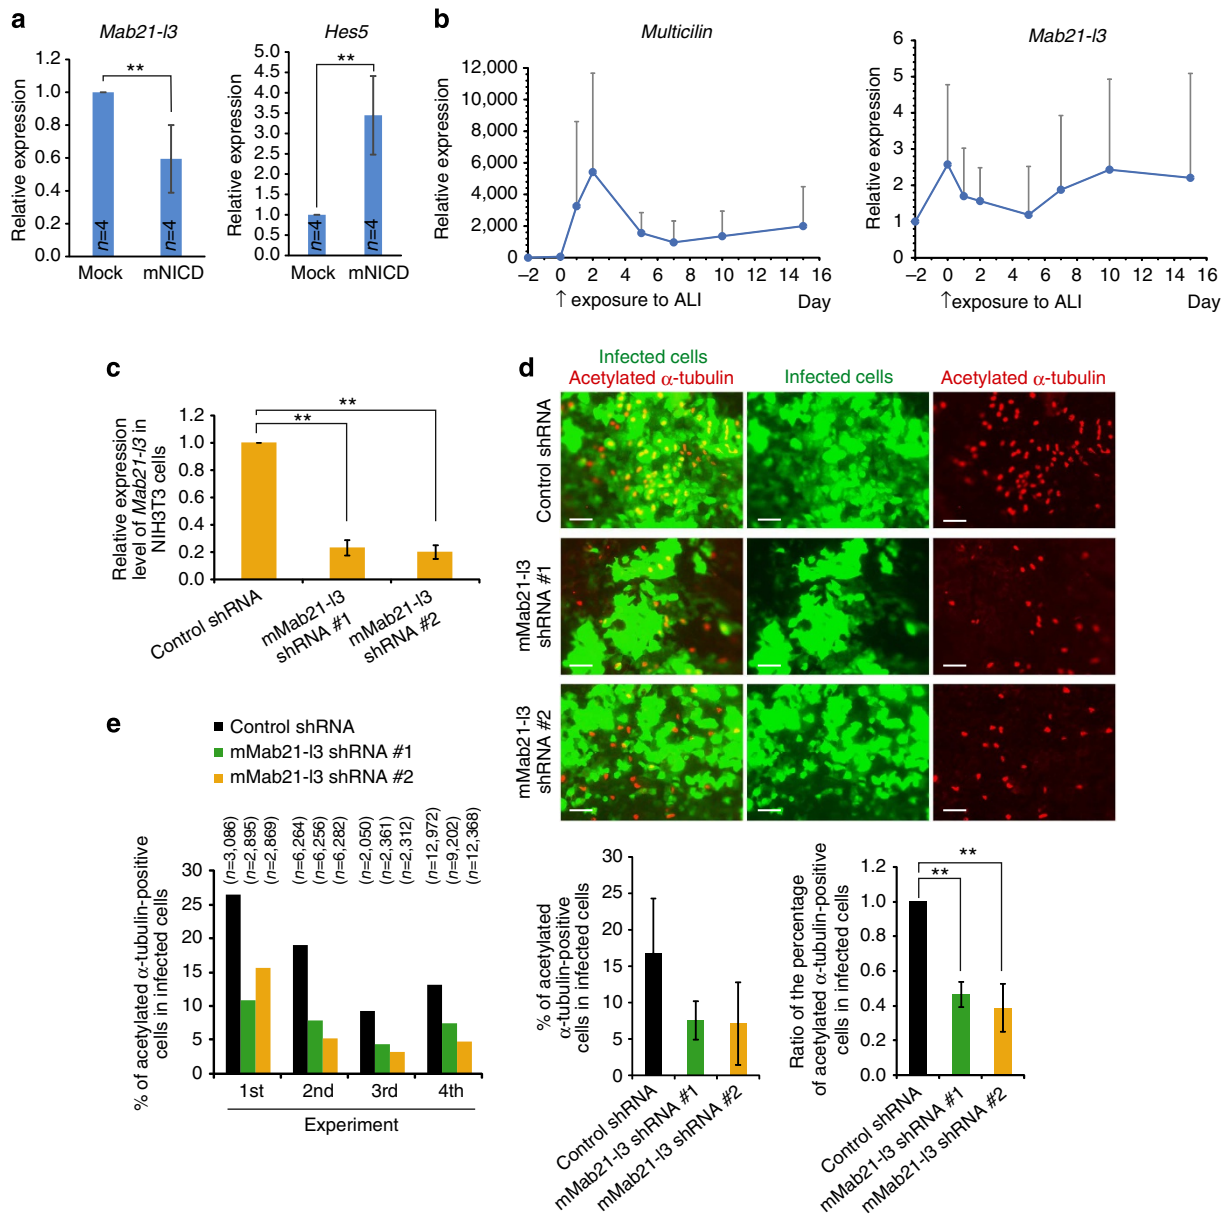 a
Mab21-l3
Relative expression
1.2
1.0
0.8
0.6
0.4
0.2
0.0
**
n=4
n=4
Mock
mNICD
Hes5
Relative expression
5.0
4.5
4.0
3.5
3.0
2.5
2.0
1.5
1.0
0.5
0.0
**
n=4
n=4
Mock
mNICD
b
Multicilin
Relative expression
12,000
10,000
8,000
6,000
4,000
2,000
0
−2 0 2 4 6 8 10 12 14 16
↑ exposure to ALI
Day
Mab21-l3
Relative expression
6
5
4
3
2
1
0
−2 0 2 4 6 8 10 12 14 16
↑exposure to ALI
Day
c
Relative expression
level of Mab21-l3 in
NIH3T3 cells
1.2
1.0
0.8
0.6
0.4
0.2
0.0
**
**
Control shRNA
mMab21-l3
shRNA #1
mMab21-l3
shRNA #2
d
Infected cells
Acetylated α-tubulin
Infected cells
Acetylated α-tubulin
Control shRNA
mMab21-l3
shRNA #1
mMab21-l3
shRNA #2
e
Control shRNA
mMab21-l3 shRNA #1
mMab21-l3 shRNA #2
% of acetylated α-tubulin-positive
cells in infected cells
30
25
20
15
10
5
0
(n=3,086)
(n=2,895)
(n=2,869)
(n=6,264)
(n=6,256)
(n=6,282)
(n=2,050)
(n=2,361)
(n=2,312)
(n=12,972)
(n=9,202)
(n=12,368)
1st 2nd 3rd 4th
Experiment
% of acetylated
α-tubulin-positive
cells in infected cells
30
25
20
15
10
5
0
Control shRNA
mMab21-l3 shRNA #1
mMab21-l3 shRNA #2
Ratio of the percentage
of acetylated α-tubulin-positive
cells in infected cells
1.2
1.0
0.8
0.6
0.4
0.2
0.0
**
**
Control shRNA
mMab21-l3 shRNA #1
mMab21-l3 shRNA #2